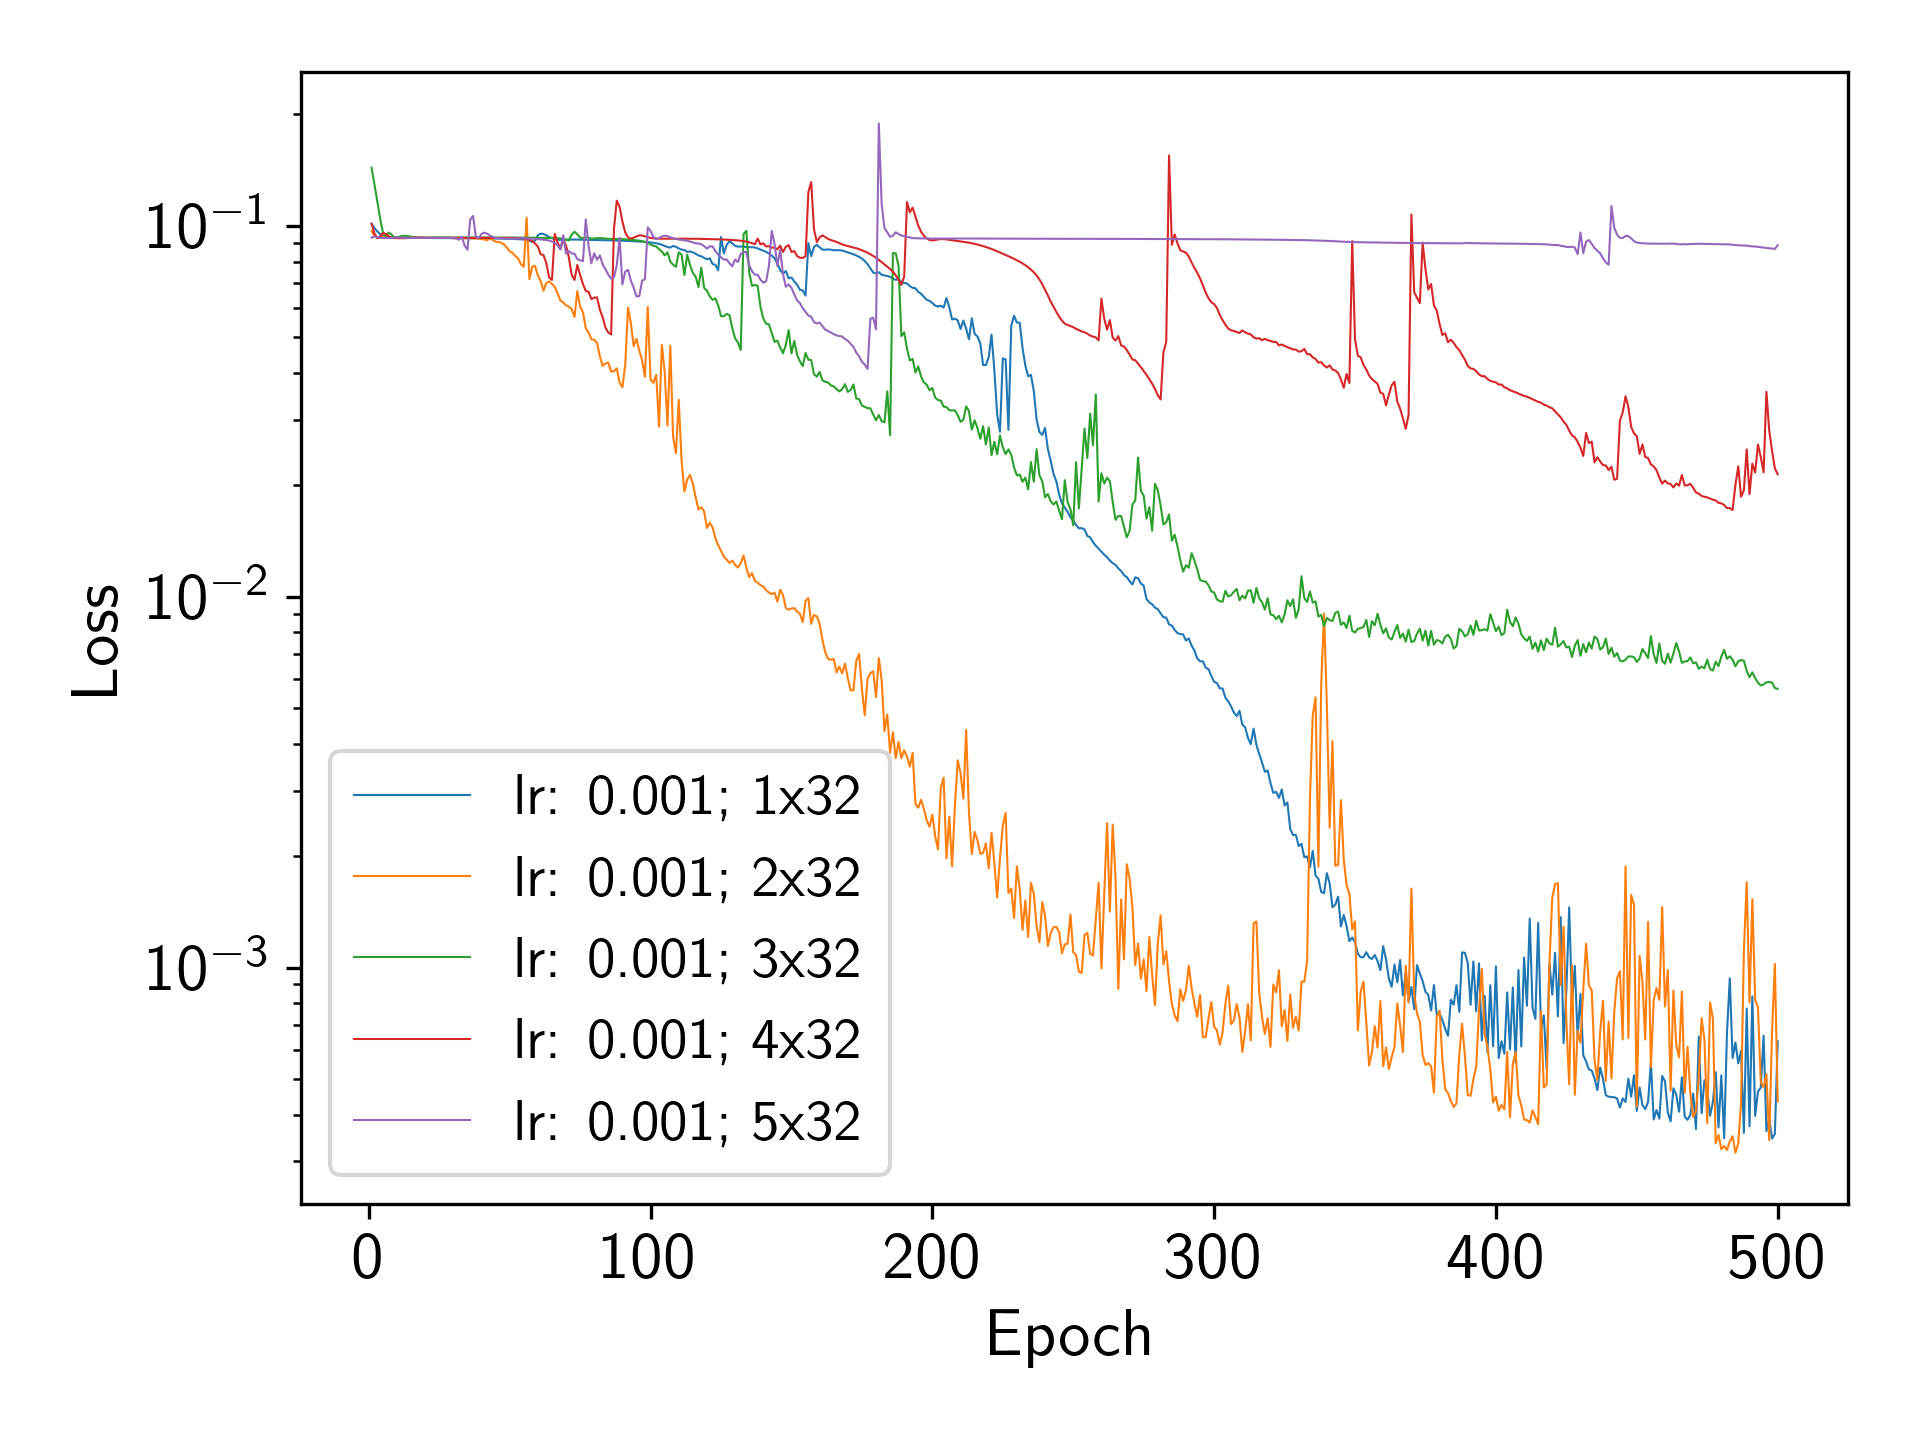 10⁻¹
10⁻²
10⁻³
Loss
lr: 0.001; 1x32
lr: 0.001; 2x32
lr: 0.001; 3x32
lr: 0.001; 4x32
lr: 0.001; 5x32
0 100 200 300 400 500
Epoch